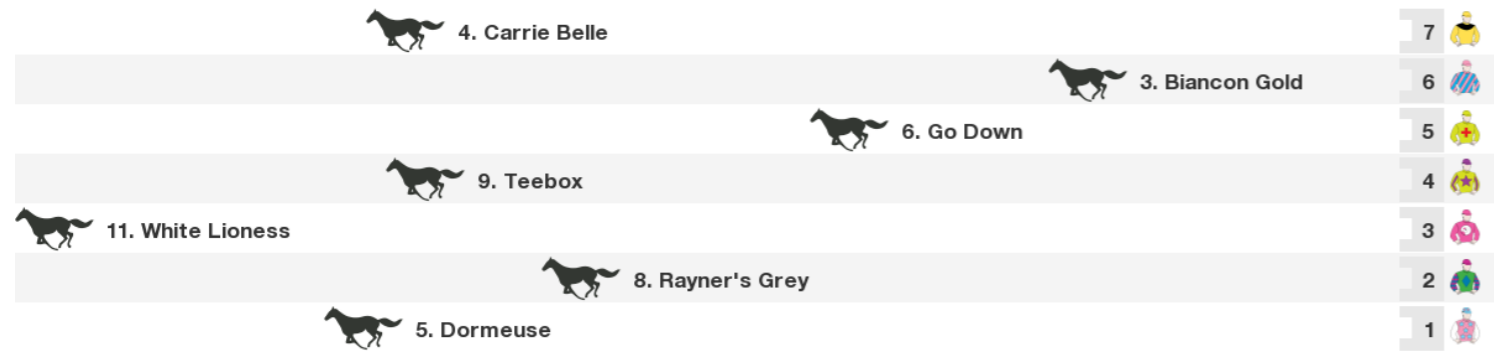 4. Carrie Belle 7
3. Biancon Gold 6
6. Go Down 5
9. Teebox 4
11. White Lioness 3
8. Rayner's Grey 2
5. Dormeuse 1